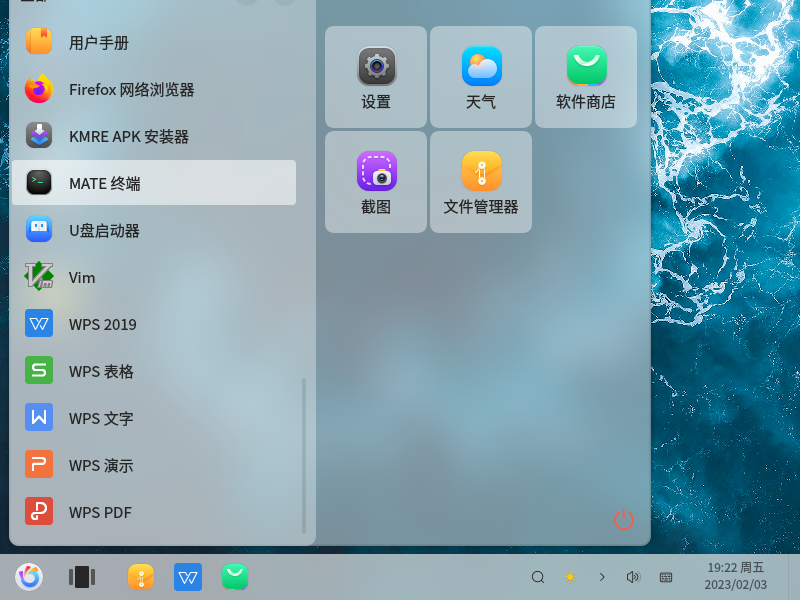 用户手册
Firefox 网络浏览器
KMRE APK 安装器
MATE 终端
U盘启动器
Vim
WPS 2019
WPS 表格
WPS 文字
WPS 演示
WPS PDF
设置
天气
软件商店
截图
文件管理器
19:22 周五
2023/02/03